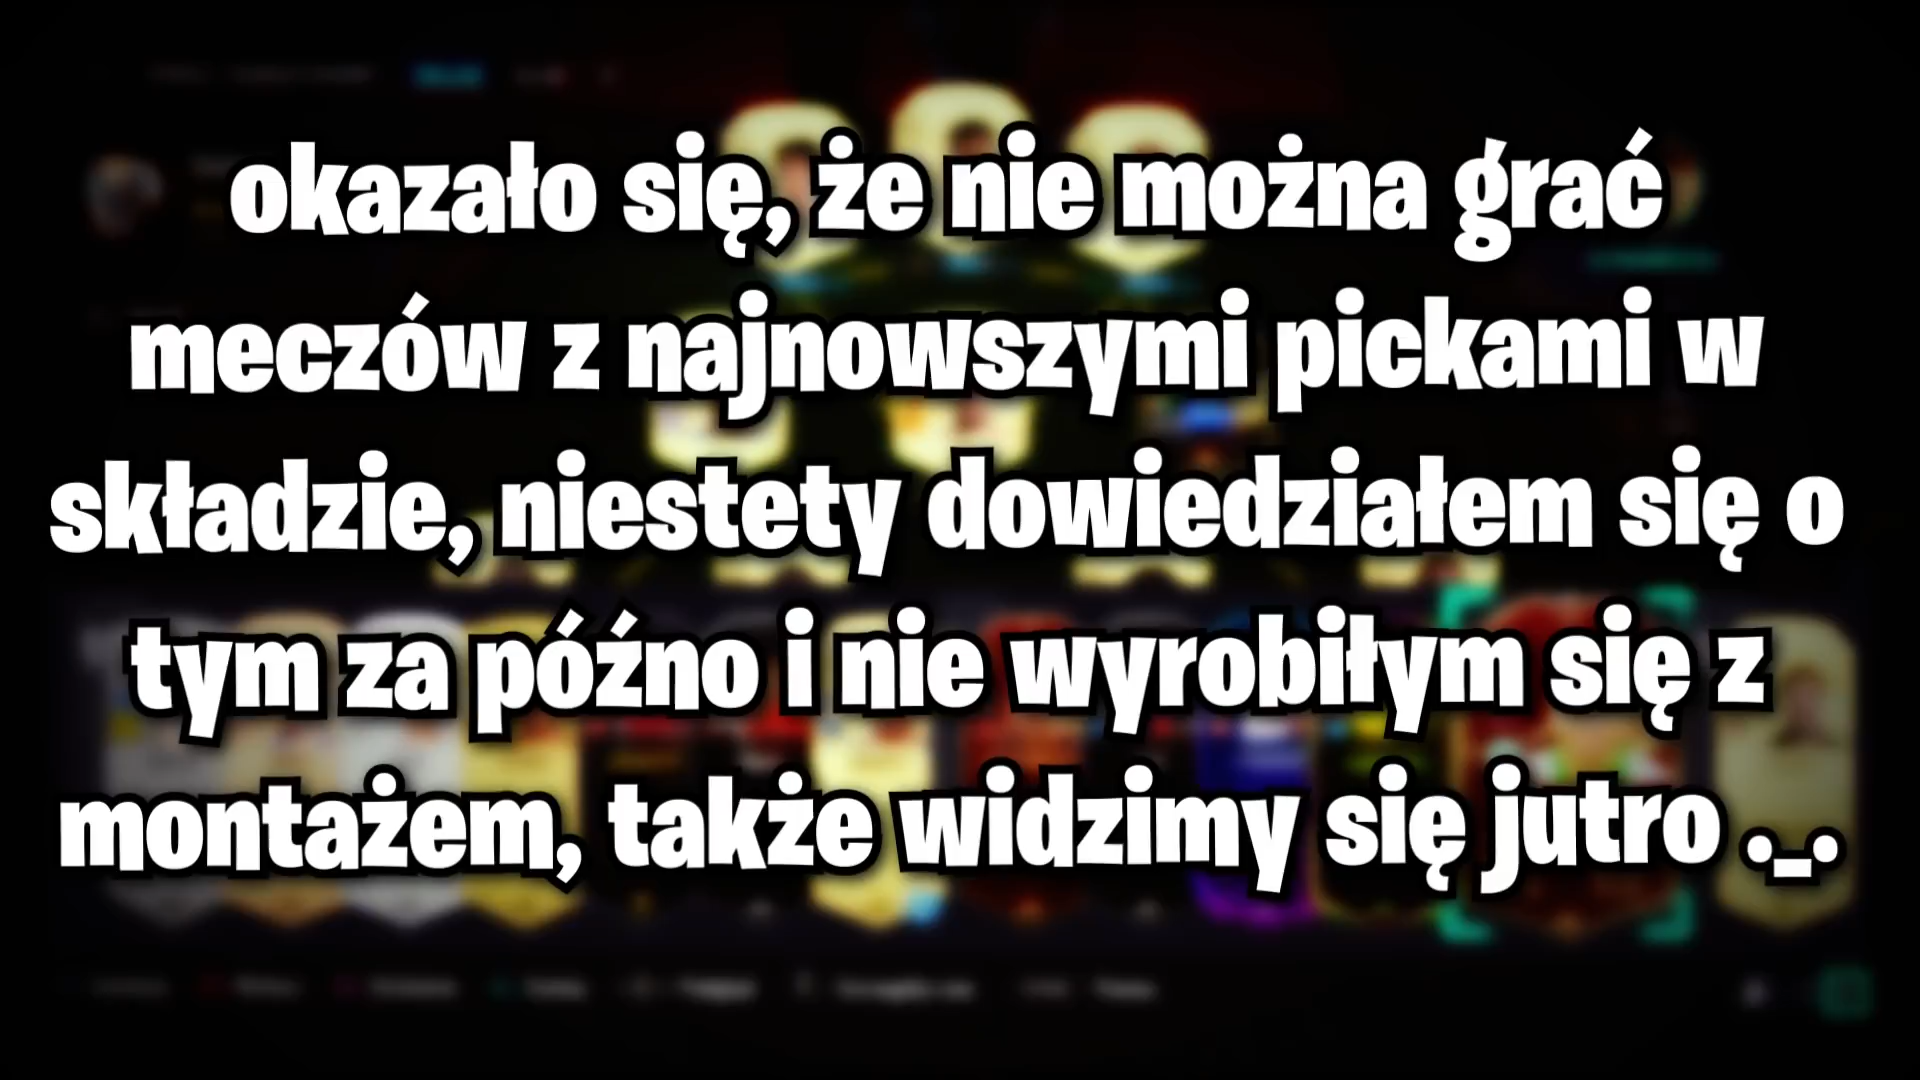 okazało się, że nie można grać
meczów z najnowszymi pickami w
składzie, niestety dowiedziałem się o
tym za późno i nie wyrobiłym się z
montażem, także widzimy się jutro ._.